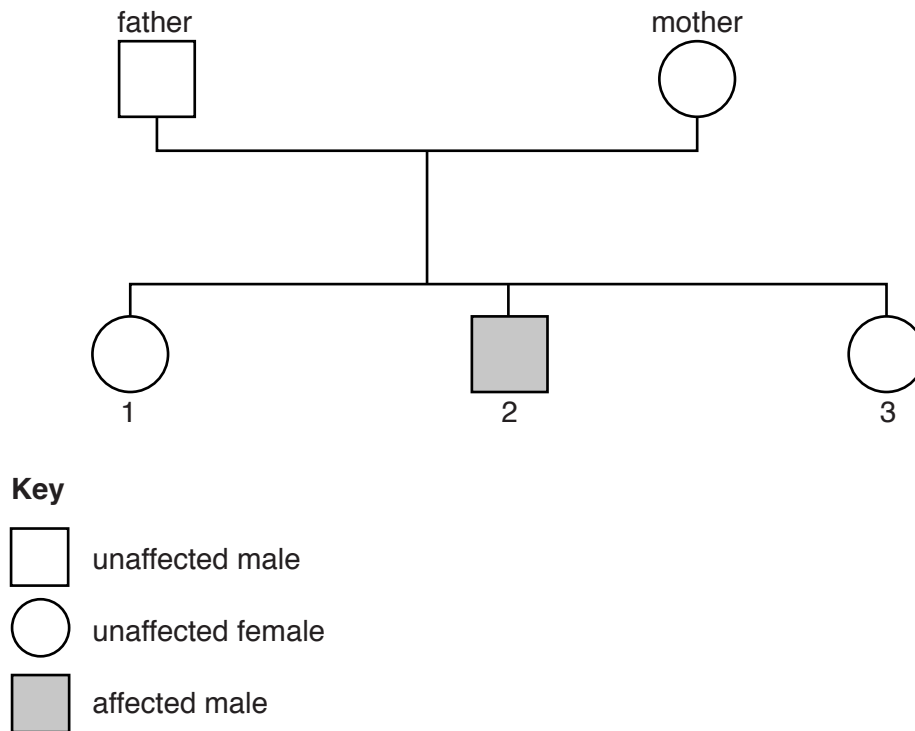 father mother
1 2 3
Key
unaffected male
unaffected female
affected male